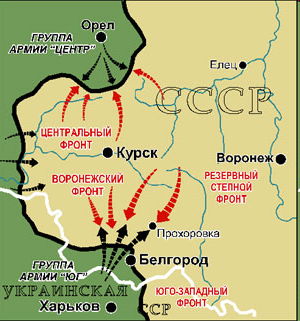 ГРУППА
АРМИИ "ЦЕНТР"
Орел
Елец
СССР
ЦЕНТРАЛЬНЫЙ
ФРОНТ
Курск
Воронеж
ВОРОНЕЖСКИЙ
ФРОНТ
РЕЗЕРВНЫЙ
СТЕПНОЙ
ФРОНТ
Прохоровка
ГРУППА
АРМИИ "ЮГ"
Белгород
УКРАИНСКАЯ
ССР
Харьков
ЮГО-ЗАПАДНЫЙ
ФРОНТ